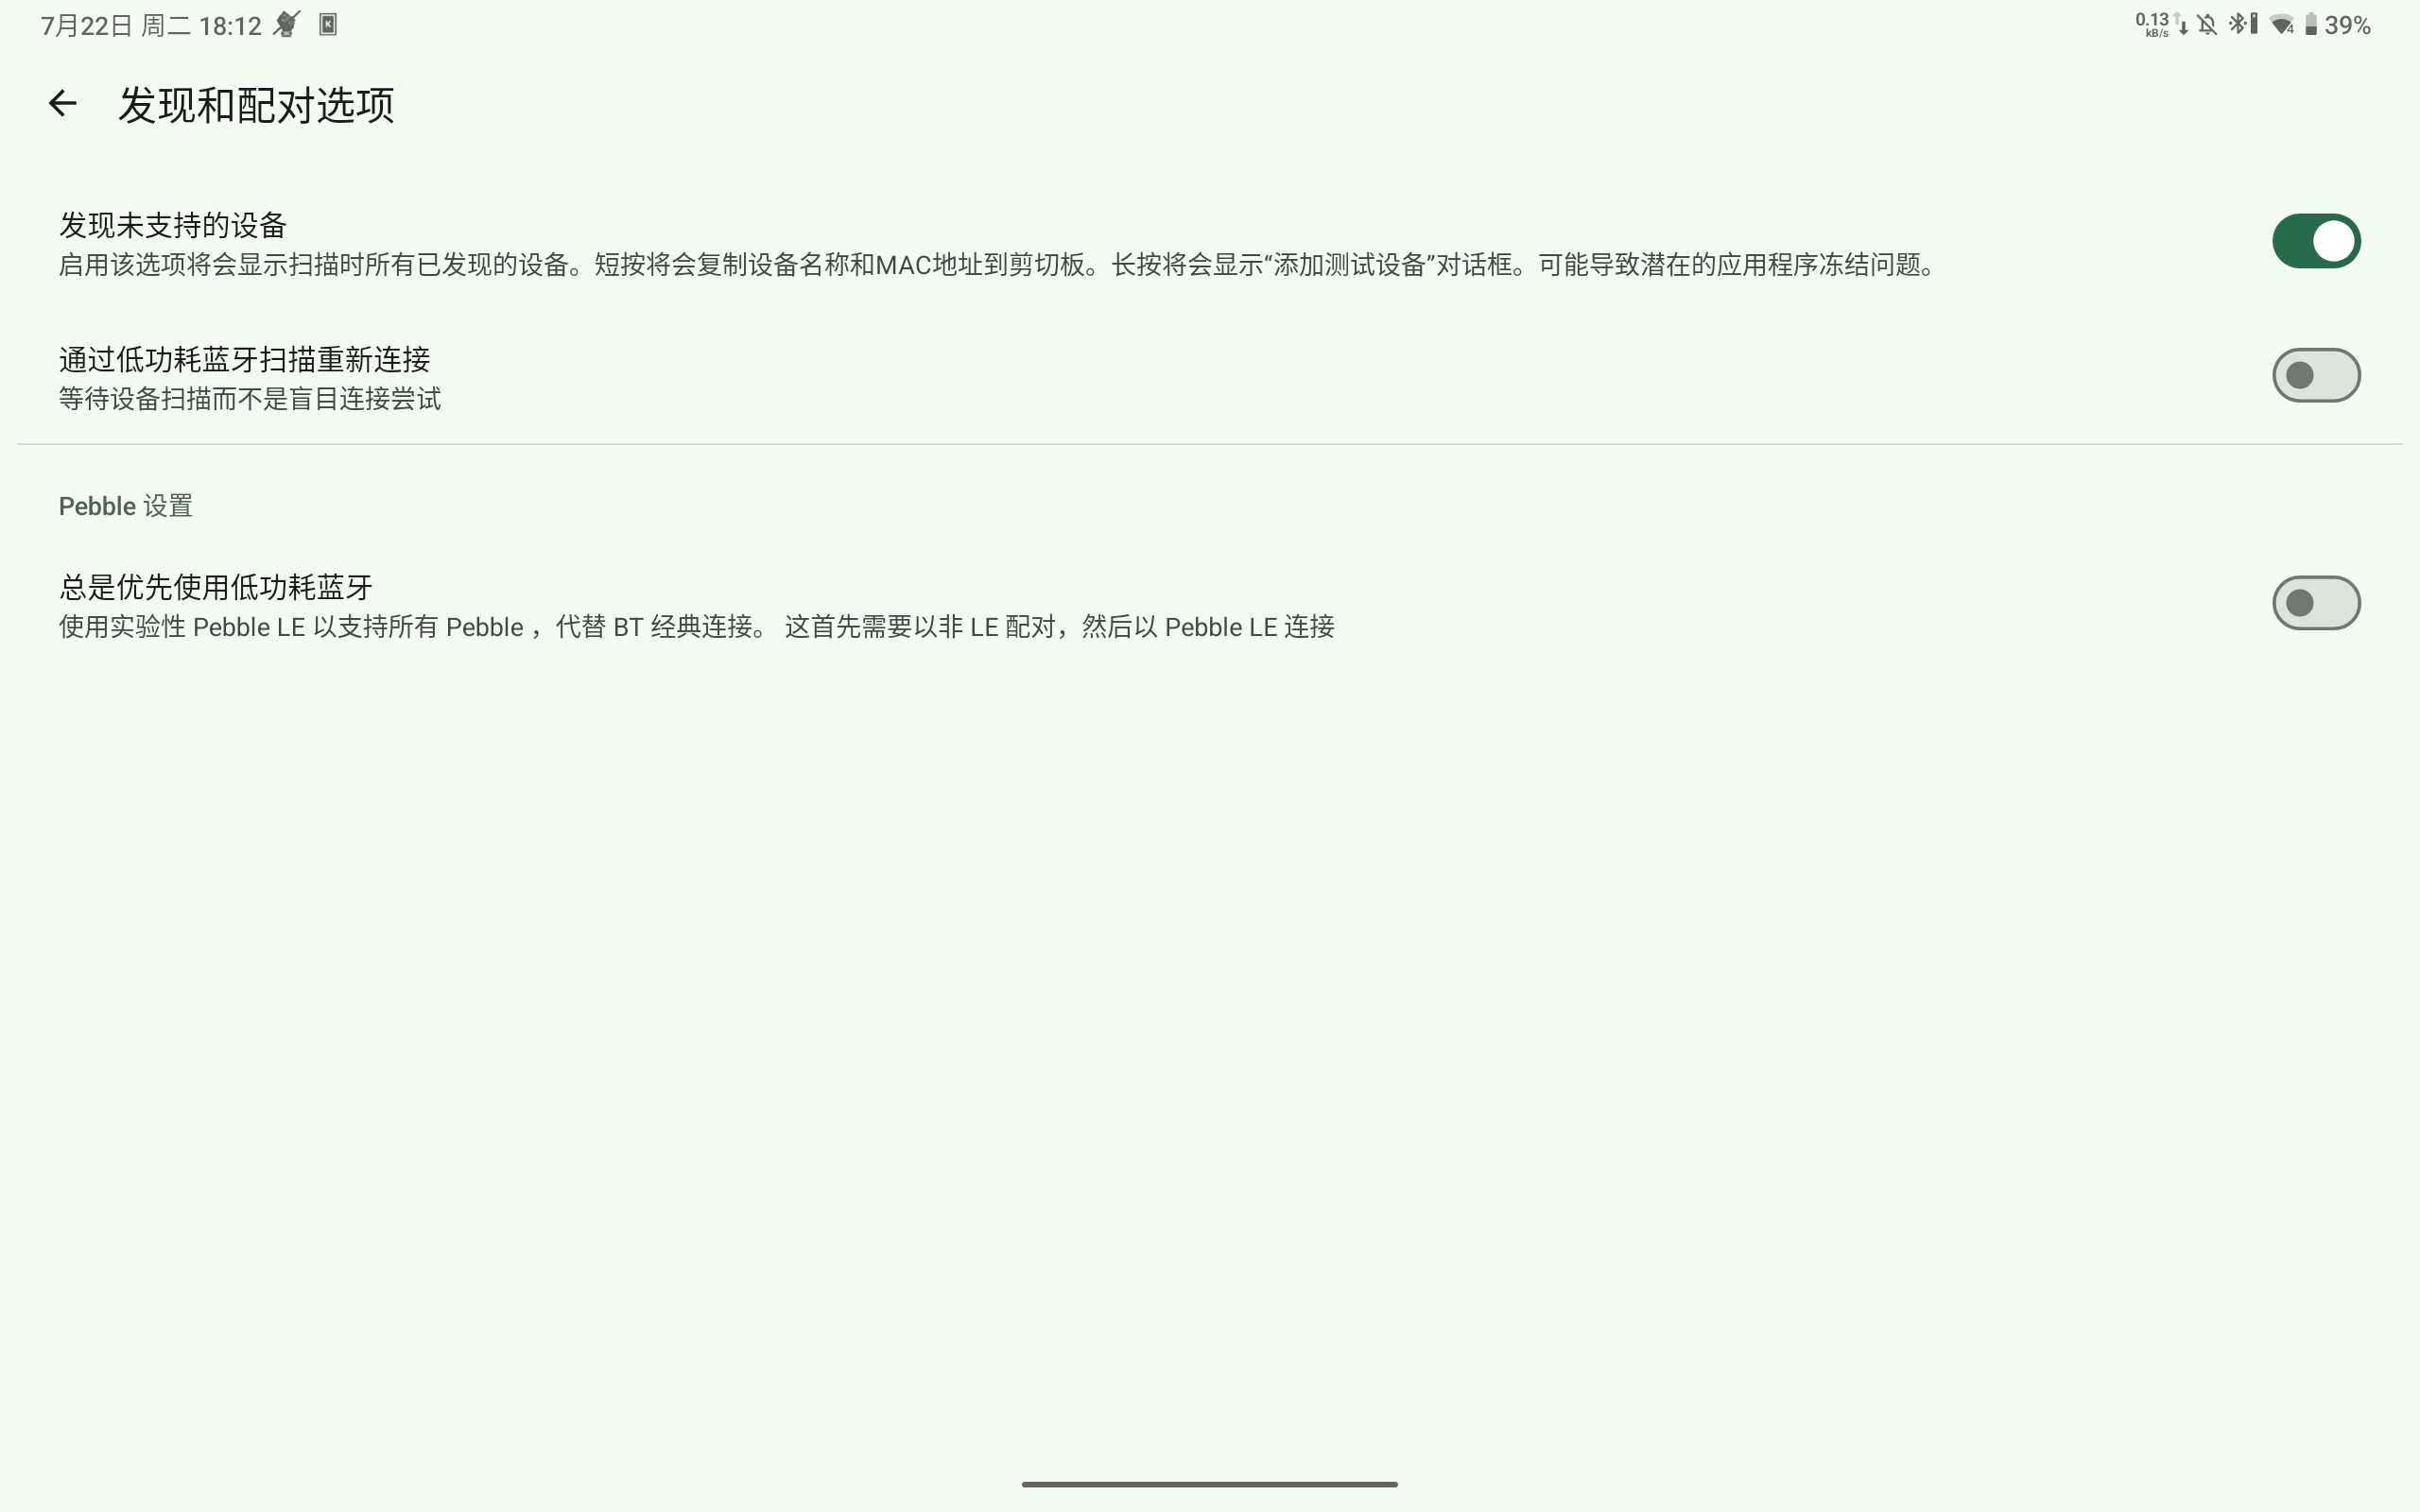 7月22日 周二 18:12
0.13 kB/s 39%
发现和配对选项
发现未支持的设备
启用该选项将会显示扫描时所有已发现的设备。短按将会复制设备名称和MAC地址到剪切板。长按将会显示“添加测试设备”对话框。可能导致潜在的应用程序冻结问题。
通过低功耗蓝牙扫描重新连接
等待设备扫描而不是盲目连接尝试
Pebble 设置
总是优先使用低功耗蓝牙
使用实验性 Pebble LE 以支持所有 Pebble ，代替 BT 经典连接。 这首先需要以非 LE 配对，然后以 Pebble LE 连接